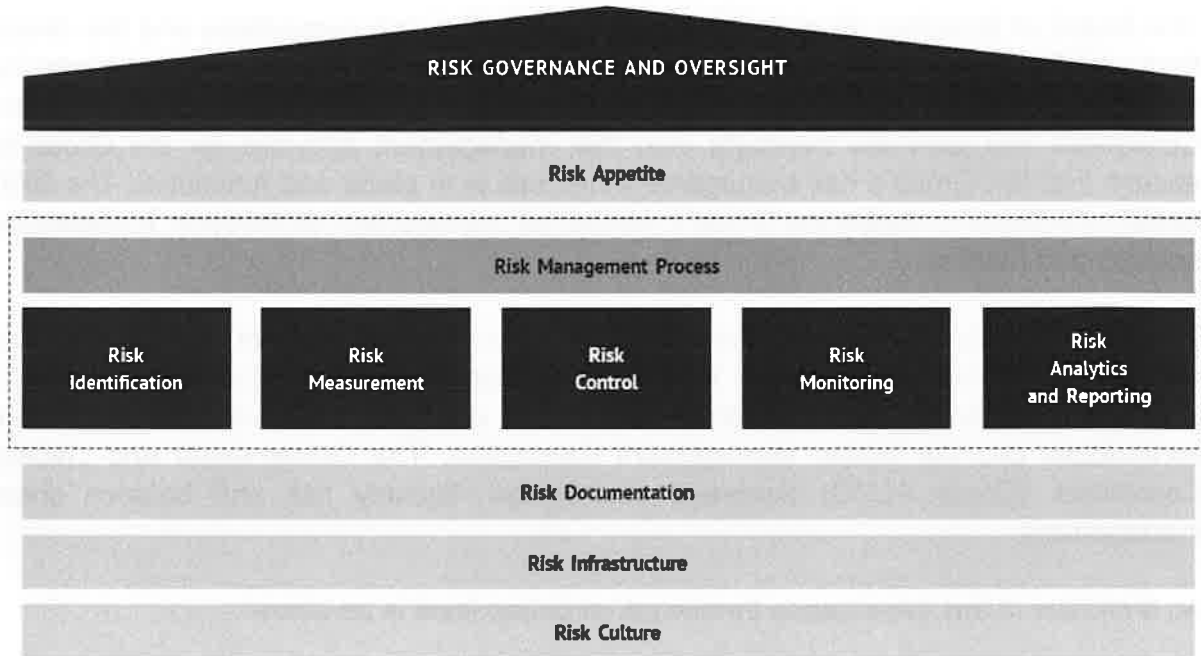 RISK GOVERNANCE AND OVERSIGHT
Risk Appetite
Risk Management Process
Risk
Identification
Risk
Measurement
Risk
Control
Risk
Monitoring
Risk
Analytics
and Reporting
Risk Documentation
Risk Infrastructure
Risk Culture